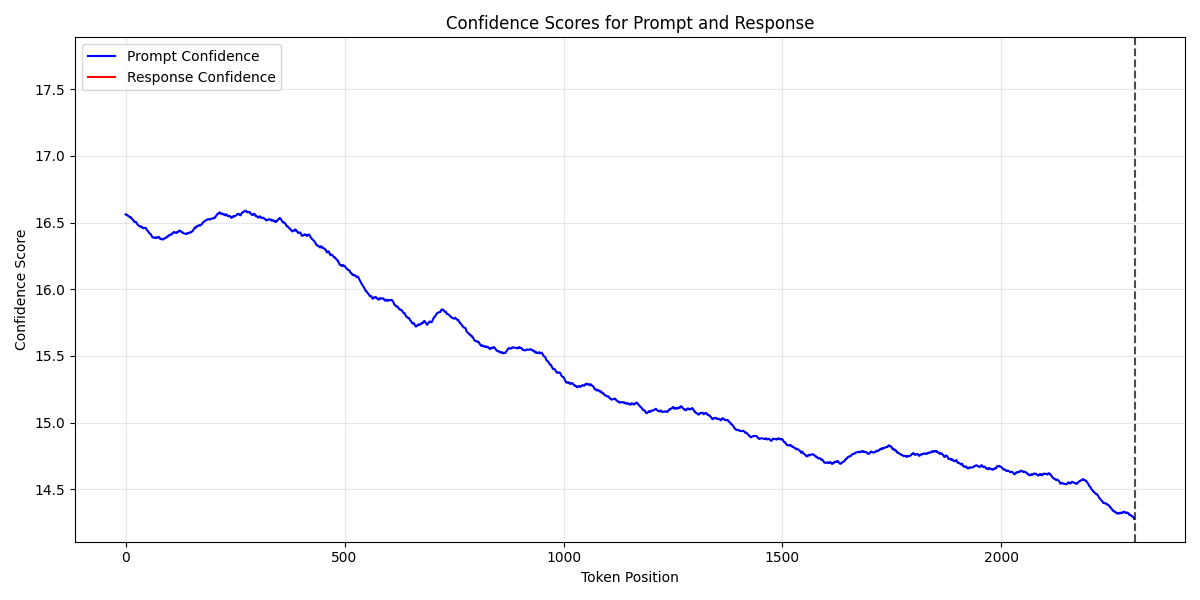 Confidence Scores for Prompt and Response
Prompt Confidence
Response Confidence
Confidence Score
17.5
17.0
16.5
16.0
15.5
15.0
14.5
0 500 1000 1500 2000
Token Position